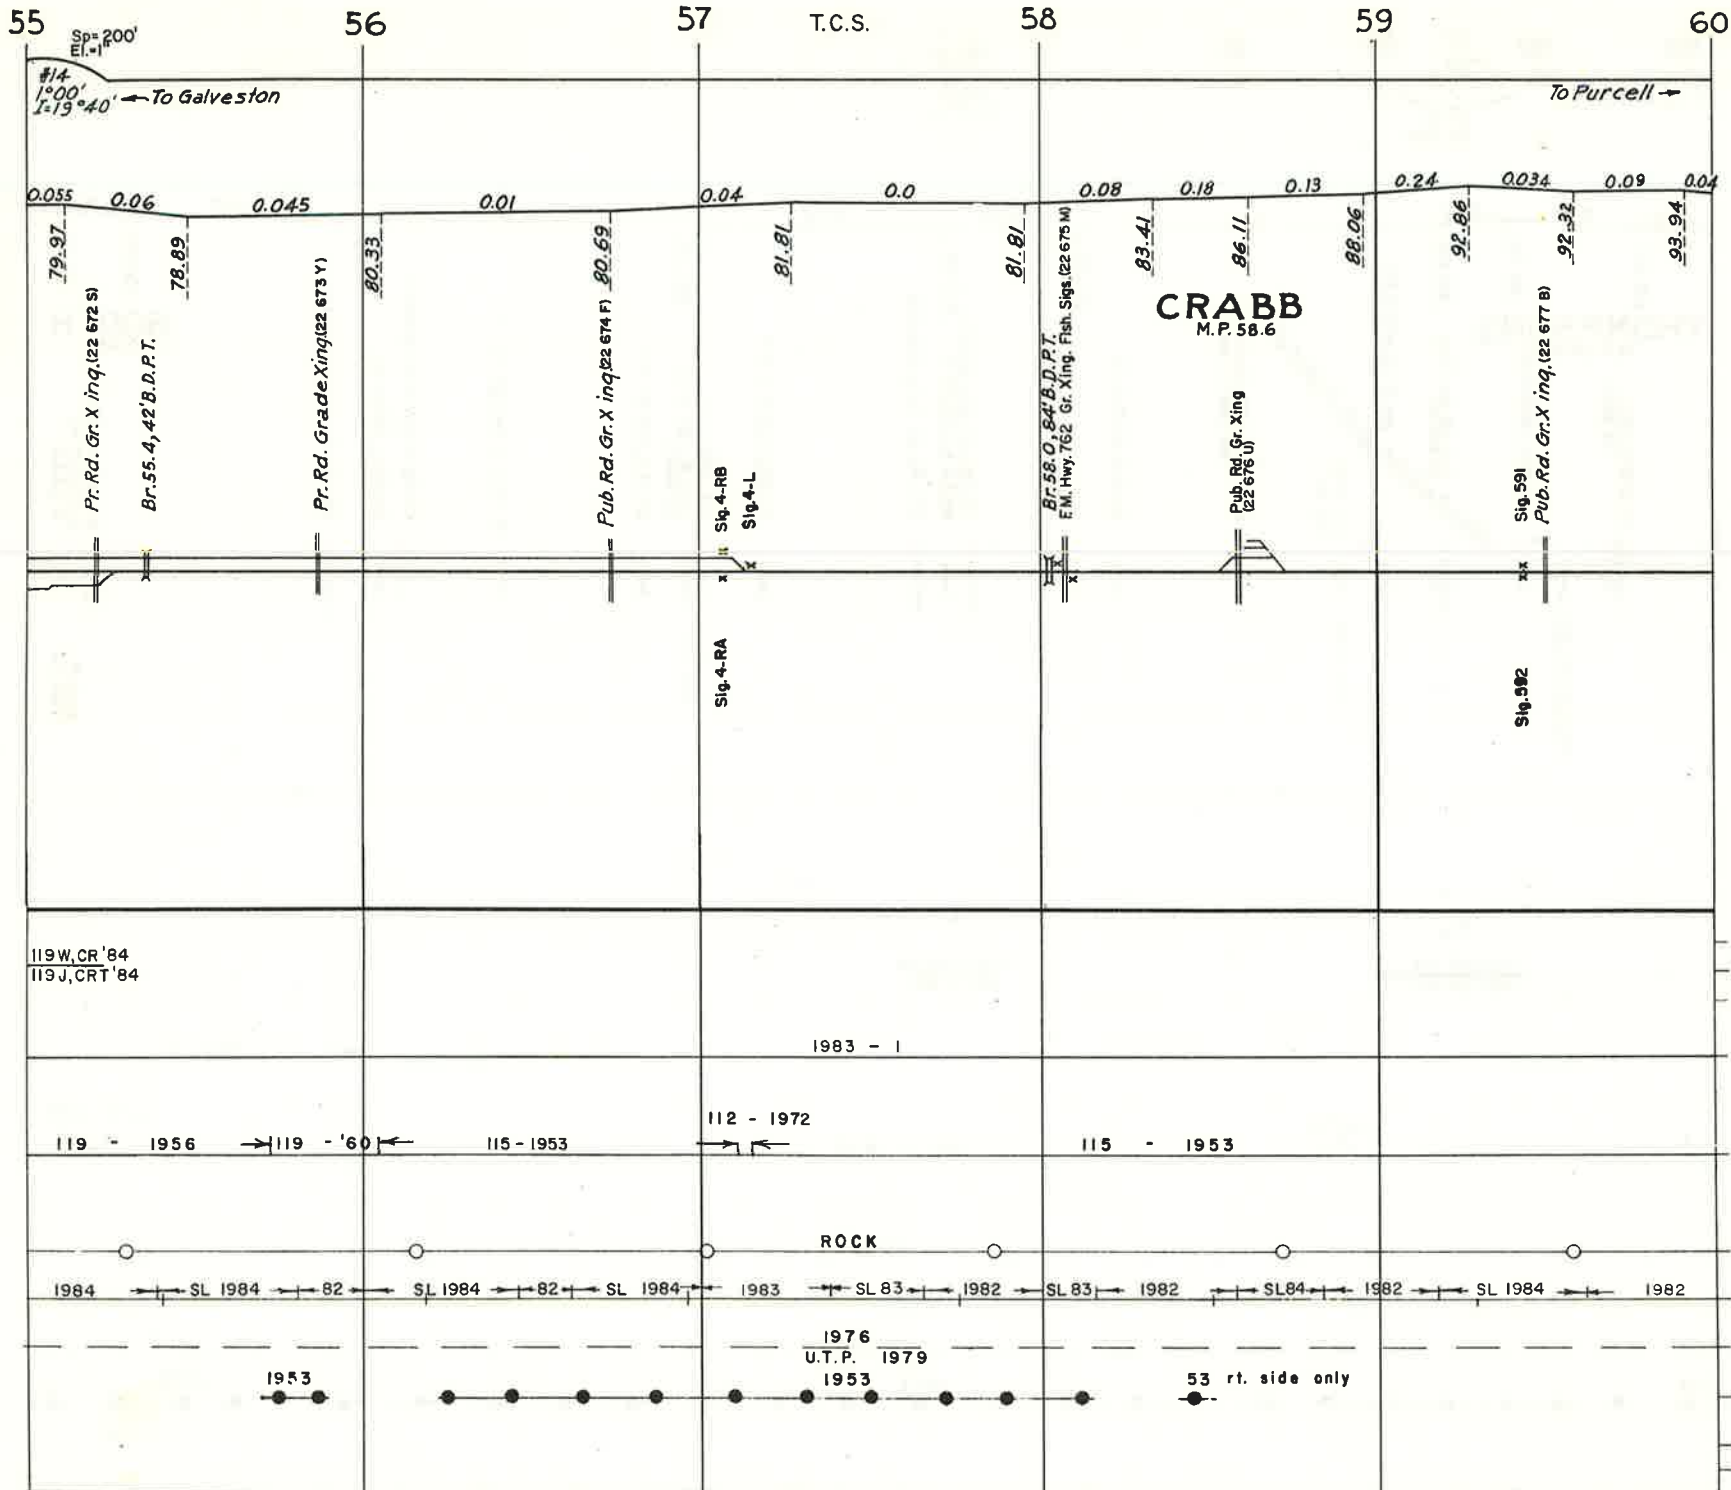 55 56 57 T.C.S. 58 59 60
Sp=200'
El.=1"
#14
1°00'
I=19°40'
← To Galveston
To Purcell →
0.055 0.06 0.045 0.01 0.04 0.0 0.08 0.18 0.13 0.24 0.034 0.09 0.04
79.97 78.89 80.33 80.69 81.81 81.81 83.41 86.11 88.06 92.86 92.32 93.94
CRABB
M.P. 58.6
Pr. Rd. Gr. Xing. (22 672 S)
Br. 55.4, 42' B.D.P.T.
Pr. Rd. Grade Xing (22 673 Y)
Pub. Rd. Gr. Xing (22 674 F)
Sig. 4-RB
Sig. 4-L
Br. 58.0, 84' B.D.P.T.
F.M. Hwy. 762 Gr. Xing. Flsh. Sigs. (22 675 M)
Pub. Rd. Gr. Xing
(22 676 U)
Sig. 591
Pub. Rd. Gr. Xing. (22 677 B)
Sig. 4-RA
Sig. 592
119 W, CR '84
119 J, CRT '84
1983 - 1
112 - 1972
119 - 1956 119 - '60 115 - 1953 115 - 1953
ROCK
1984 SL 1984 82 SL 1984 82 SL 1984 1983 SL 83 1982 SL 83 1982 SL84 1982 SL 1984 1982
1976
U.T.P. 1979
1953 1953 53 rt. side only